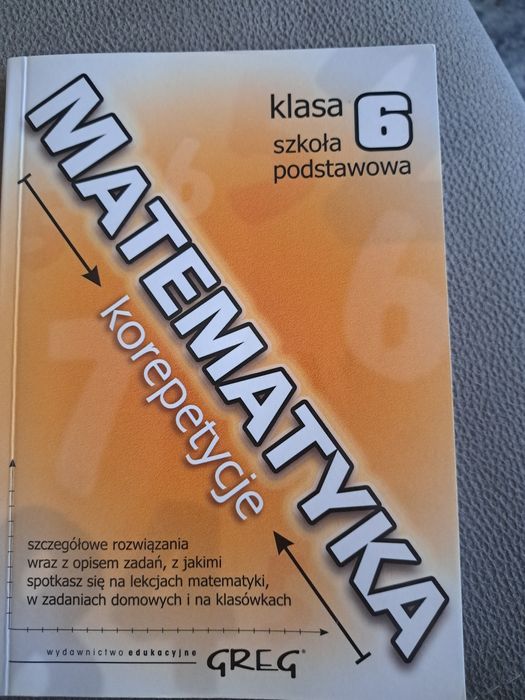 klasa 6
szkoła
podstawowa
MATEMATYKA
korepetycje
szczegółowe rozwiązania
wraz z opisem zadań, z jakimi
spotkasz się na lekcjach matematyki,
w zadaniach domowych i na klasówkach
wydawnictwo edukacyjne GREG